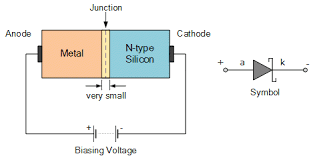 Junction
Anode
Cathode
Metal
N-type
Silicon
very small
+ -
Biasing Voltage
+ a k -
Symbol